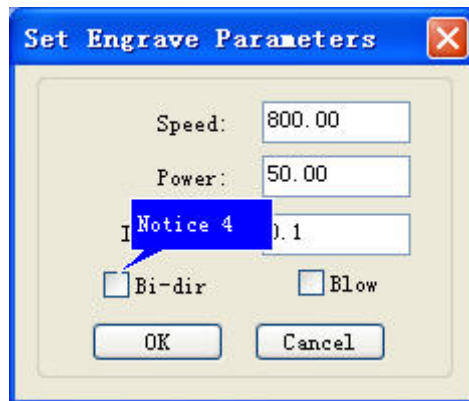 Set Engrave Parameters
Speed: 800.00
Power: 50.00
Notice 4 0.1
Bi-dir Blow
OK Cancel